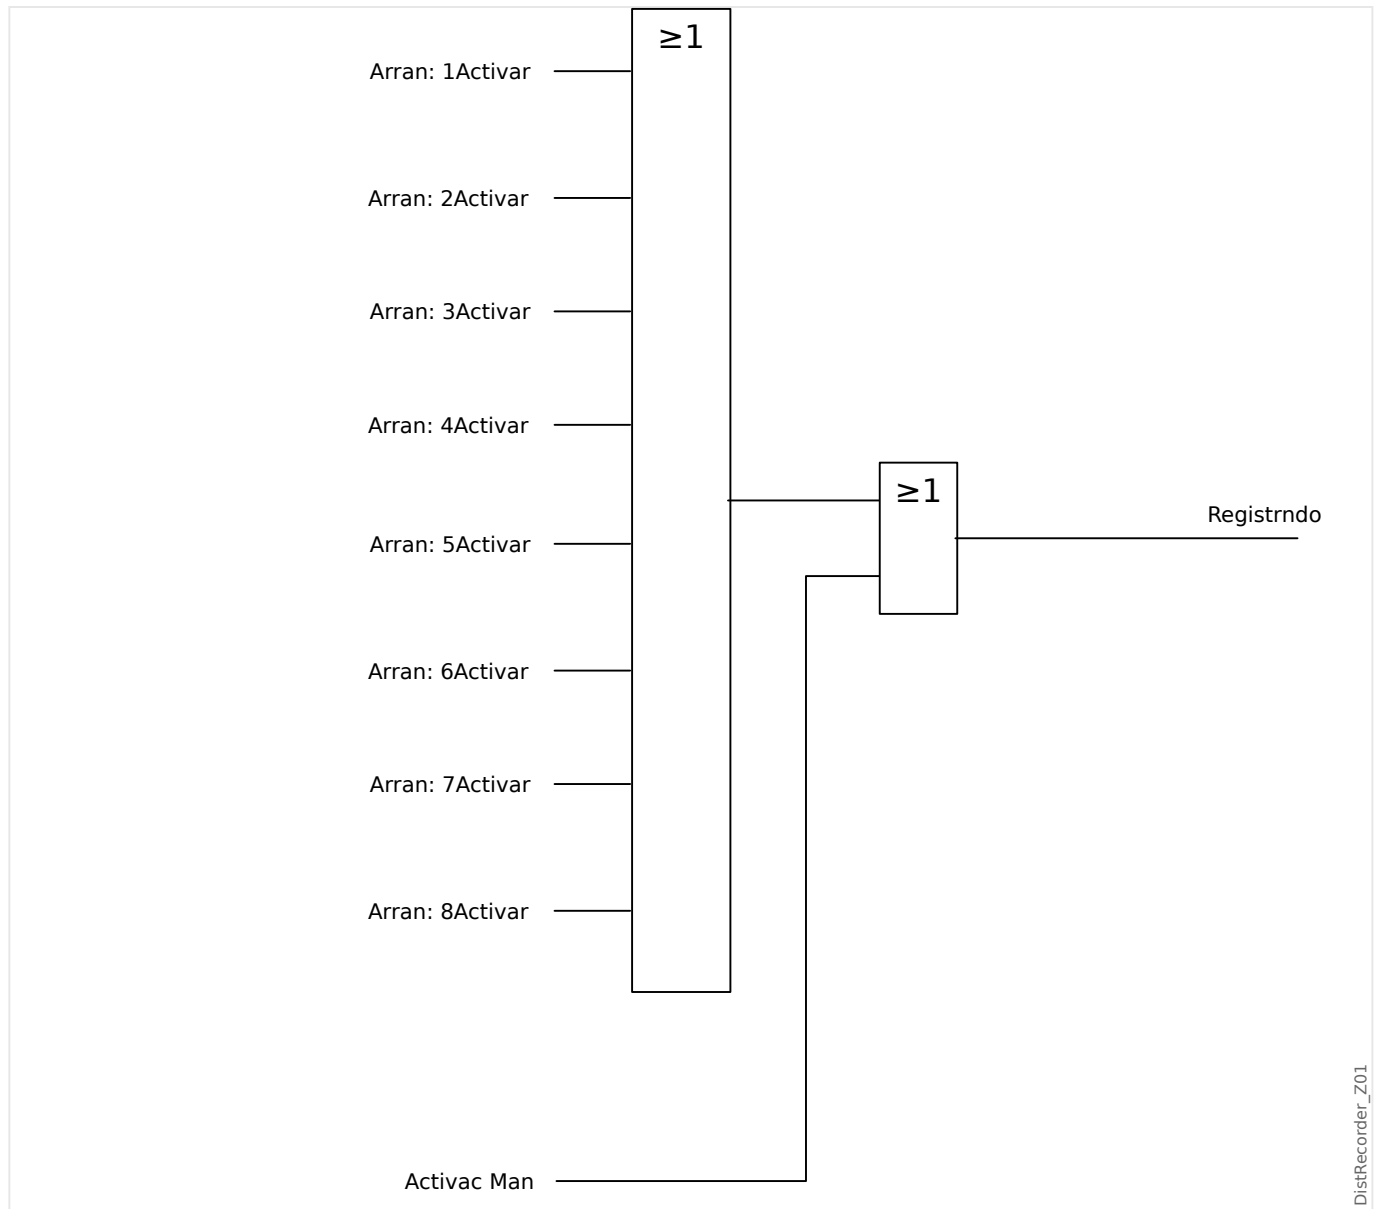 ≥1
Arran: 1Activar
Arran: 2Activar
Arran: 3Activar
Arran: 4Activar
≥1
Registrndo
Arran: 5Activar
Arran: 6Activar
Arran: 7Activar
Arran: 8Activar
Activac Man
DistRecorder_Z01